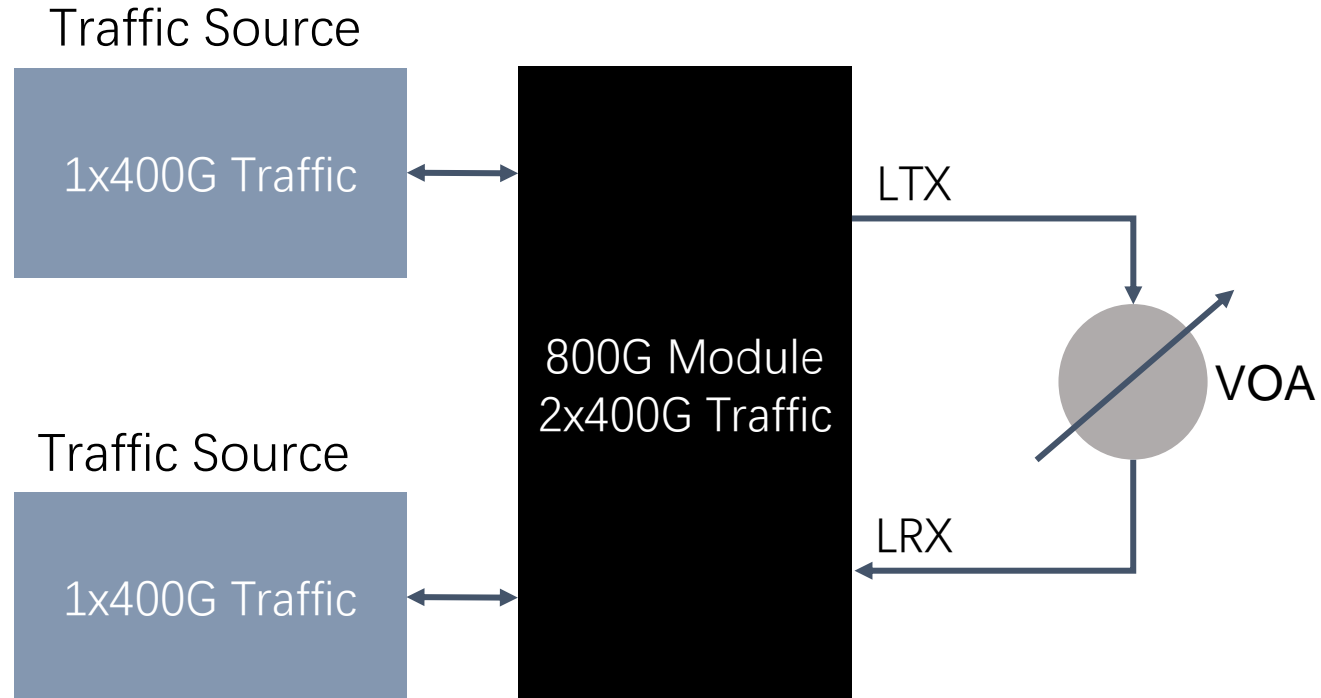 Traffic Source
1x400G Traffic
LTX
800G Module
2x400G Traffic
VOA
Traffic Source
1x400G Traffic
LRX